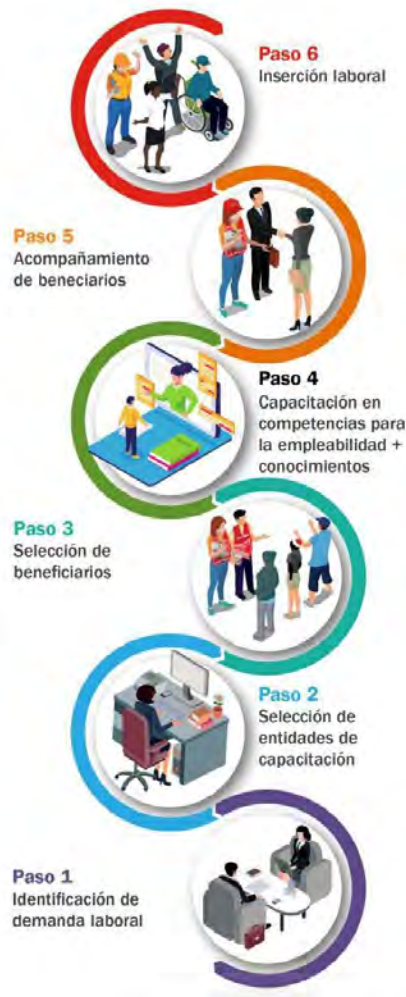 Paso 6
Inserción laboral
Paso 5
Acompañamiento
de beneciarios
Paso 4
Capacitación en
competencias para
la empleabilidad +
conocimientos
Paso 3
Selección de
beneficiarios
Paso 2
Selección de
entidades de
capacitación
Paso 1
Identificación de
demanda laboral